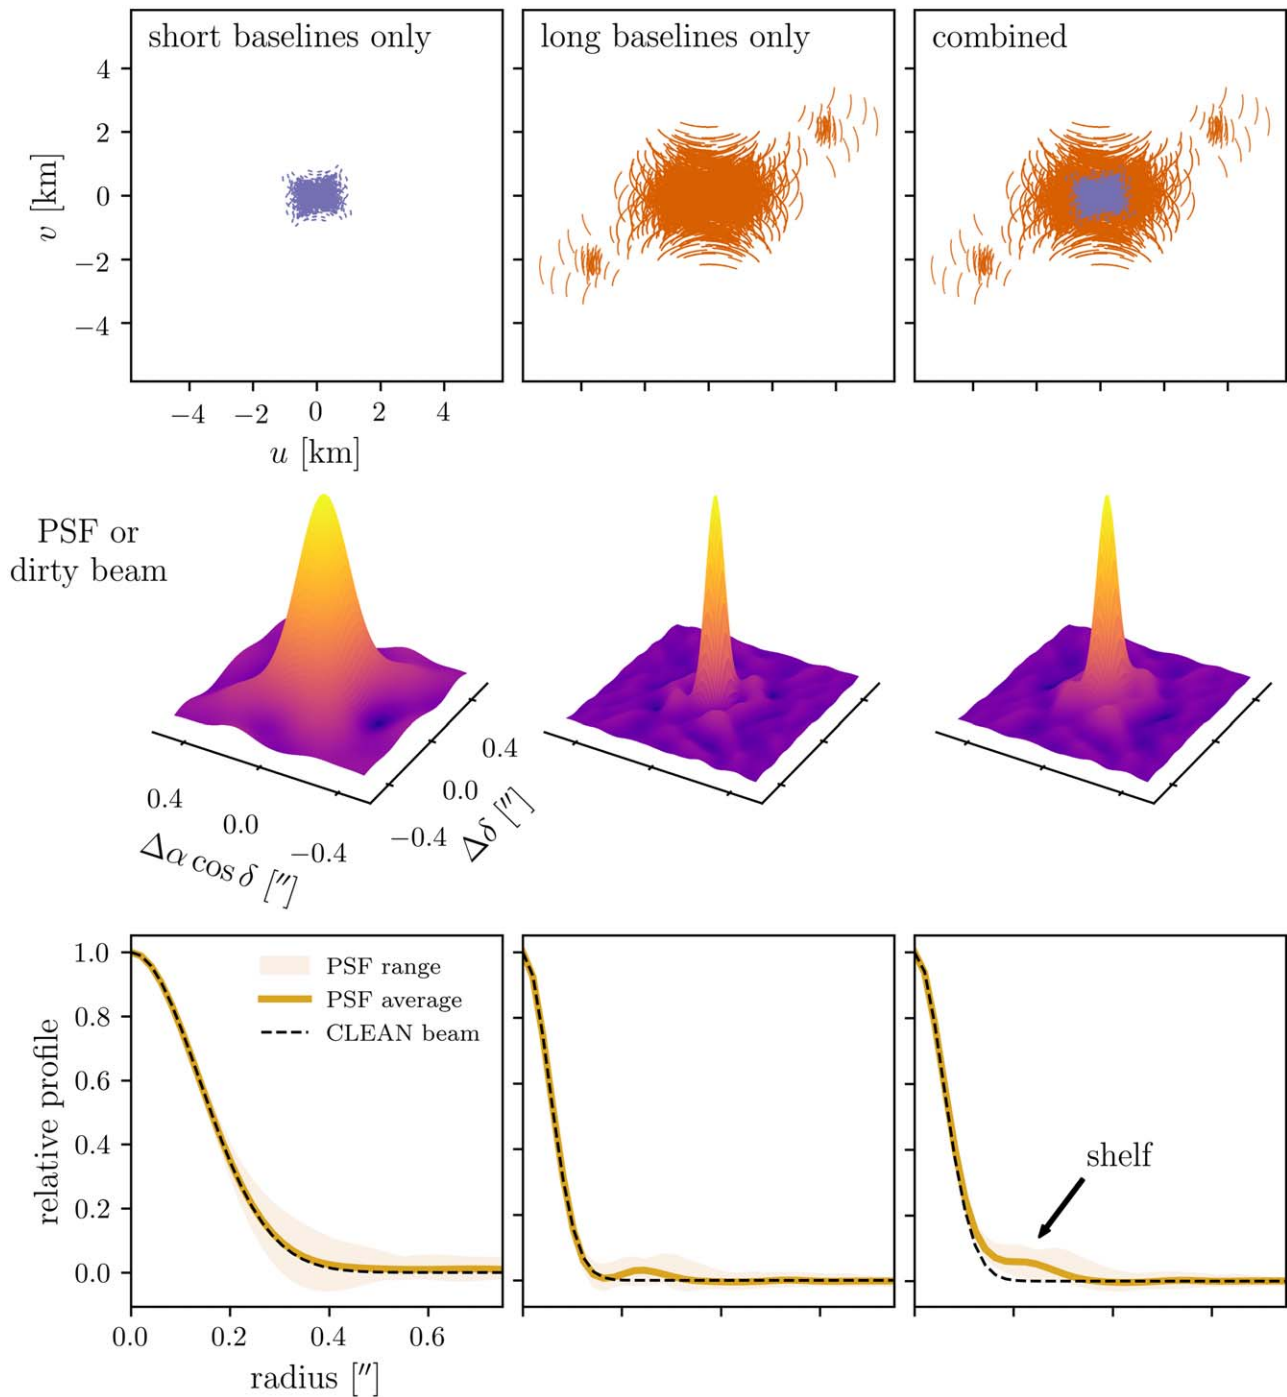 short baselines only
long baselines only
combined
4
2
0
−2
−4
v [km]
−4
−2
0
2
4
u [km]
PSF or
dirty beam
0.4
0.0
−0.4
Δα cos δ [″]
0.4
0.0
−0.4
Δδ [″]
1.0
0.8
0.6
0.4
0.2
0.0
relative profile
PSF range
PSF average
CLEAN beam
shelf
0.0
0.2
0.4
0.6
radius [″]